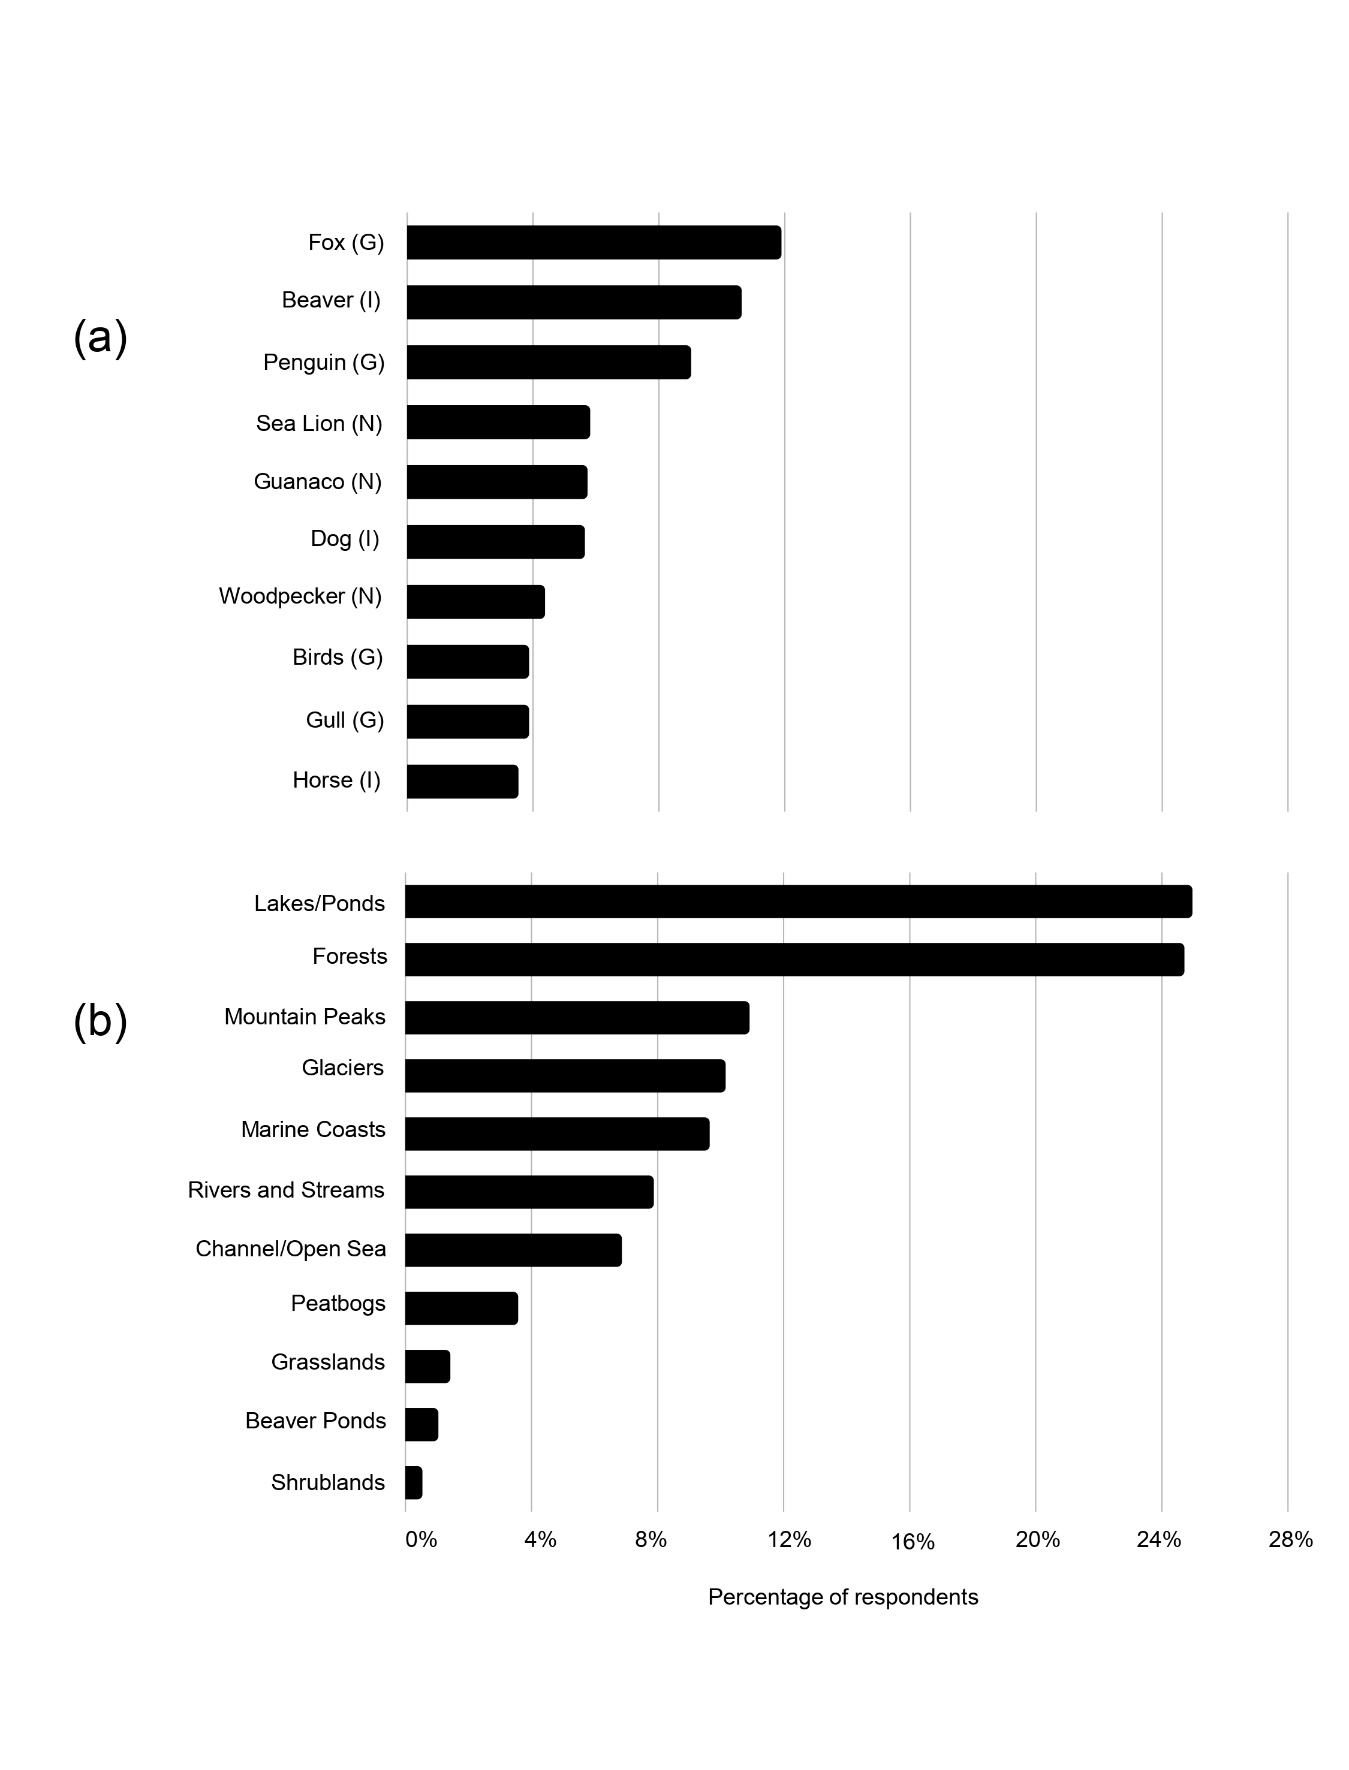 (a)
Fox (G)
Beaver (I)
Penguin (G)
Sea Lion (N)
Guanaco (N)
Dog (I)
Woodpecker (N)
Birds (G)
Gull (G)
Horse (I)
(b)
Lakes/Ponds
Forests
Mountain Peaks
Glaciers
Marine Coasts
Rivers and Streams
Channel/Open Sea
Peatbogs
Grasslands
Beaver Ponds
Shrublands
0% 4% 8% 12% 16% 20% 24% 28%
Percentage of respondents